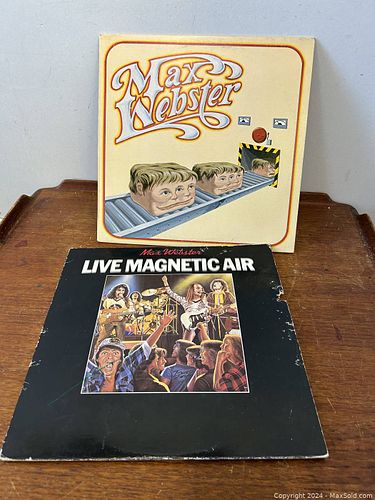 Max
Webster
Max Webster
LIVE MAGNETIC AIR
Copyright © 2024 - MaxSold.com